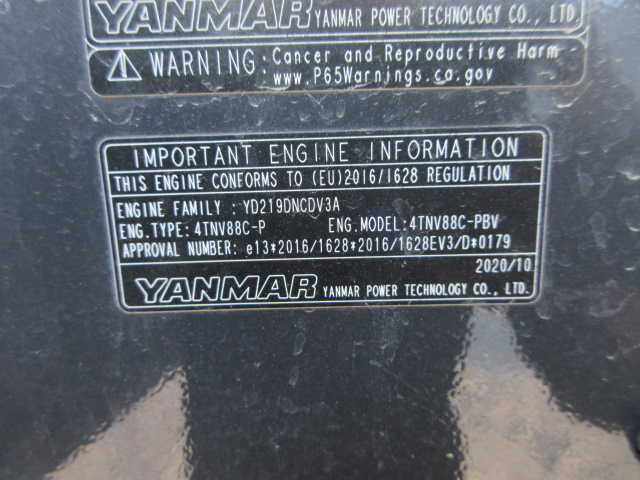 YANMAR YANMAR POWER TECHNOLOGY CO., LTD.
WARNING: Cancer and Reproductive Harm
www.P65Warnings.ca.gov
IMPORTANT ENGINE INFORMATION
THIS ENGINE CONFORMS TO (EU)2016/1628 REGULATION
ENGINE FAMILY : YD219DNCDV3A
ENG.TYPE: 4TNV88C-P ENG.MODEL: 4TNV88C-PBV
APPROVAL NUMBER: e13*2016/1628*2016/1628EV3/D*0179
2020/10
YANMAR YANMAR POWER TECHNOLOGY CO., LTD.